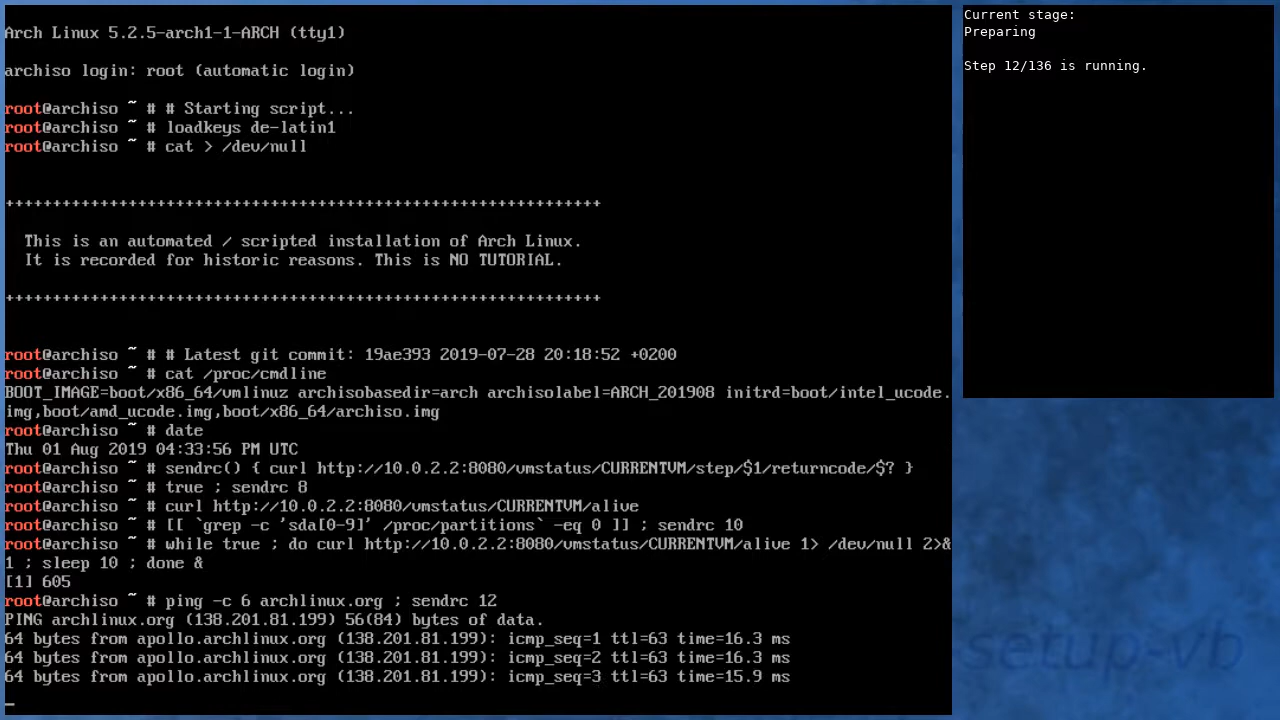 Arch Linux 5.2.5-arch1-1-ARCH (tty1)
archiso login: root (automatic login)
root@archiso ~ # # Starting script...
root@archiso ~ # loadkeys de-latin1
root@archiso ~ # cat > /dev/null
++++++++++++++++++++++++++++++++++++++++++++++++++++++++++++++++
This is an automated / scripted installation of Arch Linux.
It is recorded for historic reasons. This is NO TUTORIAL.
++++++++++++++++++++++++++++++++++++++++++++++++++++++++++++++++
root@archiso ~ # # Latest git commit: 19ae393 2019-07-28 20:18:52 +0200
root@archiso ~ # cat /proc/cmdline
BOOT_IMAGE=boot/x86_64/vmlinuz archisobasedir=arch archisolabel=ARCH_201908 initrd=boot/intel_ucode.
img,boot/amd_ucode.img,boot/x86_64/archiso.img
root@archiso ~ # date
Thu 01 Aug 2019 04:33:56 PM UTC
root@archiso ~ # sendrc() { curl http://10.0.2.2:8080/vmstatus/CURRENTVM/step/$1/returncode/$? }
root@archiso ~ # true ; sendrc 8
root@archiso ~ # curl http://10.0.2.2:8080/vmstatus/CURRENTVM/alive
root@archiso ~ # [[ `grep -c 'sda[0-9]' /proc/partitions` -eq 0 ]] ; sendrc 10
root@archiso ~ # while true ; do curl http://10.0.2.2:8080/vmstatus/CURRENTVM/alive 1> /dev/null 2>&
1 ; sleep 10 ; done &
[1] 605
root@archiso ~ # ping -c 6 archlinux.org ; sendrc 12
PING archlinux.org (138.201.81.199) 56(84) bytes of data.
64 bytes from apollo.archlinux.org (138.201.81.199): icmp_seq=1 ttl=63 time=16.3 ms
64 bytes from apollo.archlinux.org (138.201.81.199): icmp_seq=2 ttl=63 time=16.3 ms
64 bytes from apollo.archlinux.org (138.201.81.199): icmp_seq=3 ttl=63 time=15.9 ms
_
Current stage:
Preparing
Step 12/136 is running.
setup-vb